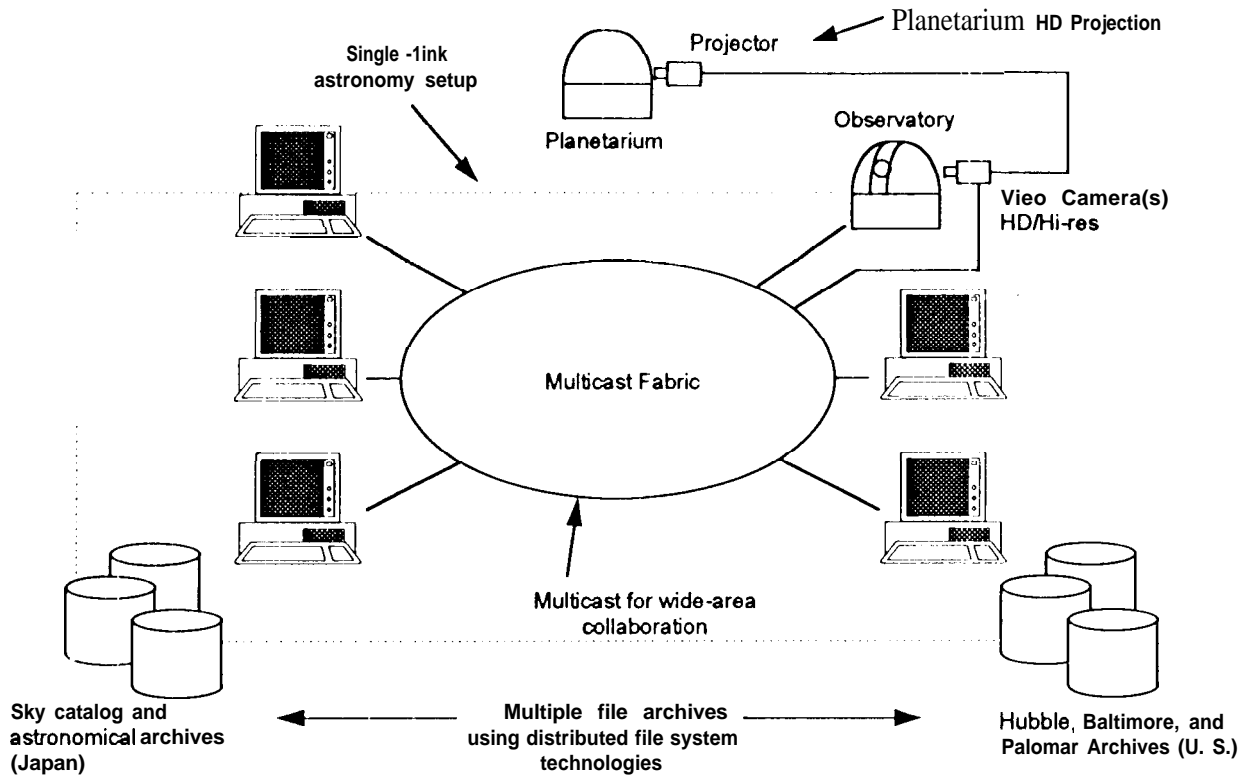 Planetarium HD Projection
Projector
Single -1ink
astronomy setup
Planetarium
Observatory
Vieo Camera(s)
HD/Hi-res
Multicast Fabric
Multicast for wide-area
collaboration
Sky catalog and
astronomical archives
(Japan)
Multiple file archives
using distributed file system
technologies
Hubble, Baltimore, and
Palomar Archives (U. S.)